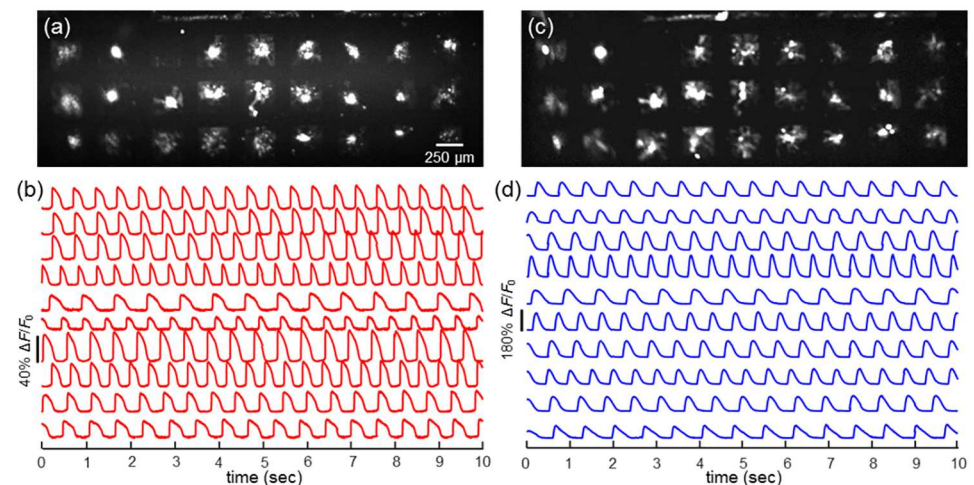 (a)
250 μm
(c)
(b)
40% ΔF/F0
0 1 2 3 4 5 6 7 8 9 10
time (sec)
(d)
180% ΔF/F0
0 1 2 3 4 5 6 7 8 9 10
time (sec)